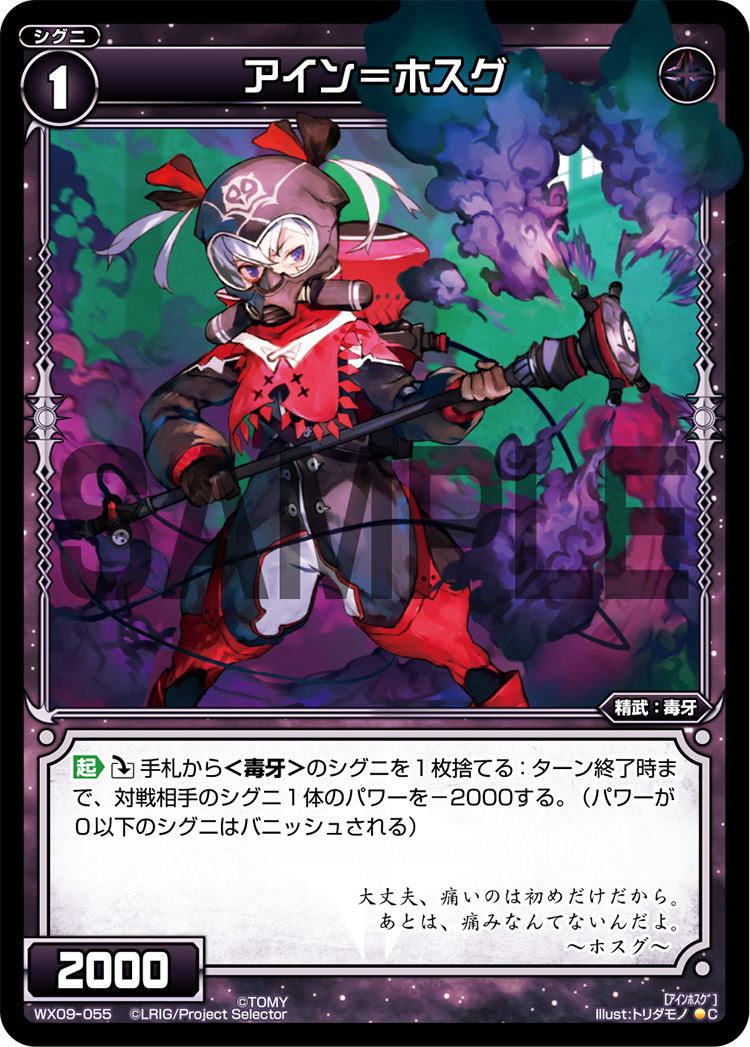 シグニ
1
アイン=ホスグ
SAMPLE
精武：毒牙
起 手札から<毒牙>のシグニを1枚捨てる：ターン終了時ま
で、対戦相手のシグニ1体のパワーを－2000する。（パワーが
0以下のシグニはバニッシュされる）
大丈夫、痛いのは初めだけだから。
あとは、痛みなんてないんだよ。
～ホスグ～
2000
©TOMY
[アインホスグ]
WX09-055 ©LRIG/Project Selector
Illust:トリダモノ C